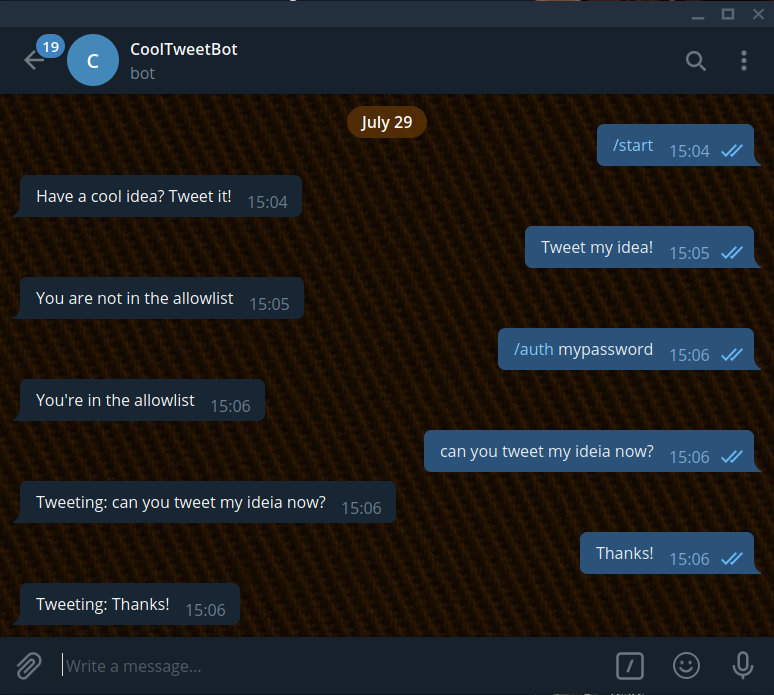 19
C
CoolTweetBot
bot
July 29
/start 15:04
Have a cool idea? Tweet it! 15:04
Tweet my idea! 15:05
You are not in the allowlist 15:05
/auth mypassword 15:06
You're in the allowlist 15:06
can you tweet my ideia now? 15:06
Tweeting: can you tweet my ideia now? 15:06
Thanks! 15:06
Tweeting: Thanks! 15:06
Write a message...